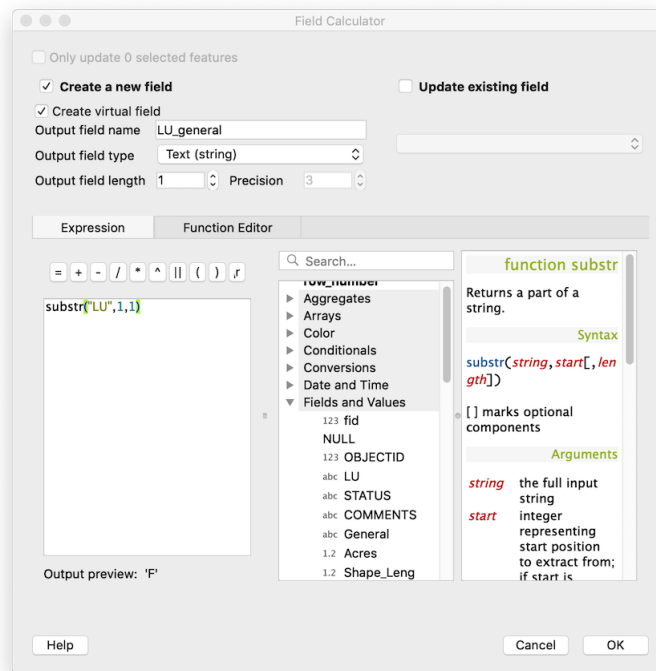 Field Calculator
Only update 0 selected features
Create a new field
Update existing field
Create virtual field
Output field name LU_general
Output field type Text (string)
Output field length 1 Precision 3
Expression Function Editor
= + - / * ^ || ( ) ,r
Search...
function substr
row_number
Returns a part of a
string.
Aggregates
Arrays
Color
Conditionals
Conversions
Date and Time
Fields and Values
123 fid
NULL
123 OBJECTID
abc LU
abc STATUS
abc COMMENTS
abc General
1.2 Acres
1.2 Shape_Leng
substr("LU",1,1)
Syntax
substr(string,start[,len
gth])
[ ] marks optional
components
Arguments
string the full input
string
start integer
representing
start position
to extract from;
if start is
Output preview: 'F'
Help
Cancel
OK